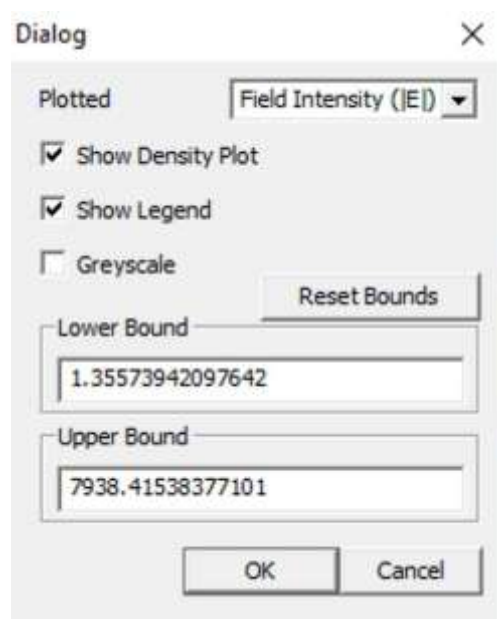 Dialog
Plotted Field Intensity (|E|)
Show Density Plot
Show Legend
Greyscale
Reset Bounds
Lower Bound
1.35573942097642
Upper Bound
7938.41538377101
OK Cancel